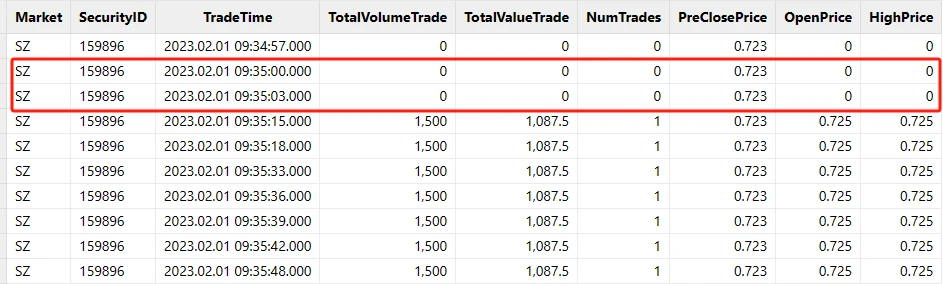 Market SecurityID TradeTime TotalVolumeTrade TotalValueTrade NumTrades PreClosePrice OpenPrice HighPrice
SZ 159896 2023.02.01 09:34:57.000 0 0 0 0.723 0 0
SZ 159896 2023.02.01 09:35:00.000 0 0 0 0.723 0 0
SZ 159896 2023.02.01 09:35:03.000 0 0 0 0.723 0 0
SZ 159896 2023.02.01 09:35:15.000 1,500 1,087.5 1 0.723 0.725 0.725
SZ 159896 2023.02.01 09:35:18.000 1,500 1,087.5 1 0.723 0.725 0.725
SZ 159896 2023.02.01 09:35:33.000 1,500 1,087.5 1 0.723 0.725 0.725
SZ 159896 2023.02.01 09:35:36.000 1,500 1,087.5 1 0.723 0.725 0.725
SZ 159896 2023.02.01 09:35:39.000 1,500 1,087.5 1 0.723 0.725 0.725
SZ 159896 2023.02.01 09:35:42.000 1,500 1,087.5 1 0.723 0.725 0.725
SZ 159896 2023.02.01 09:35:48.000 1,500 1,087.5 1 0.723 0.725 0.725